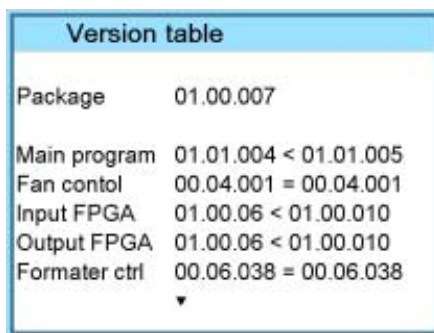 Version table
Package 01.00.007
Main program 01.01.004 < 01.01.005
Fan contol 00.04.001 = 00.04.001
Input FPGA 01.00.06 < 01.00.010
Output FPGA 01.00.06 < 01.00.010
Formater ctrl 00.06.038 = 00.06.038